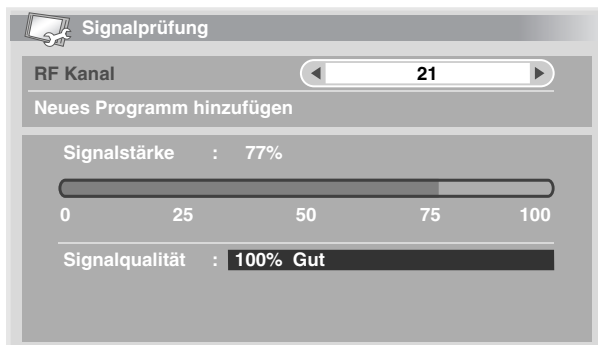 Signalprüfung
RF Kanal 21
Neues Programm hinzufügen
Signalstärke : 77%
0 25 50 75 100
Signalqualität : 100% Gut